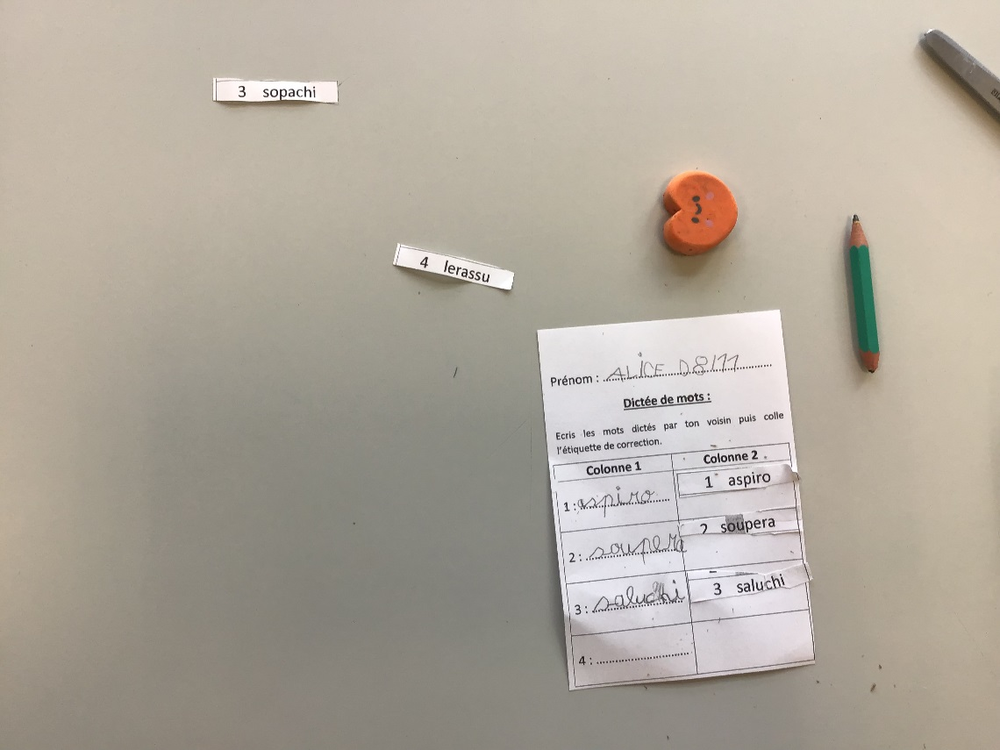 3 sopachi
4 lerassu
Prénom : ALICE D8/11
Dictée de mots :
Ecris les mots dictés par ton voisin puis colle
l'étiquette de correction.
Colonne 1 Colonne 2
1 : aspiro 1 aspiro
2 : soupera 2 soupera
3 : saluchi 3 saluchi
4 :